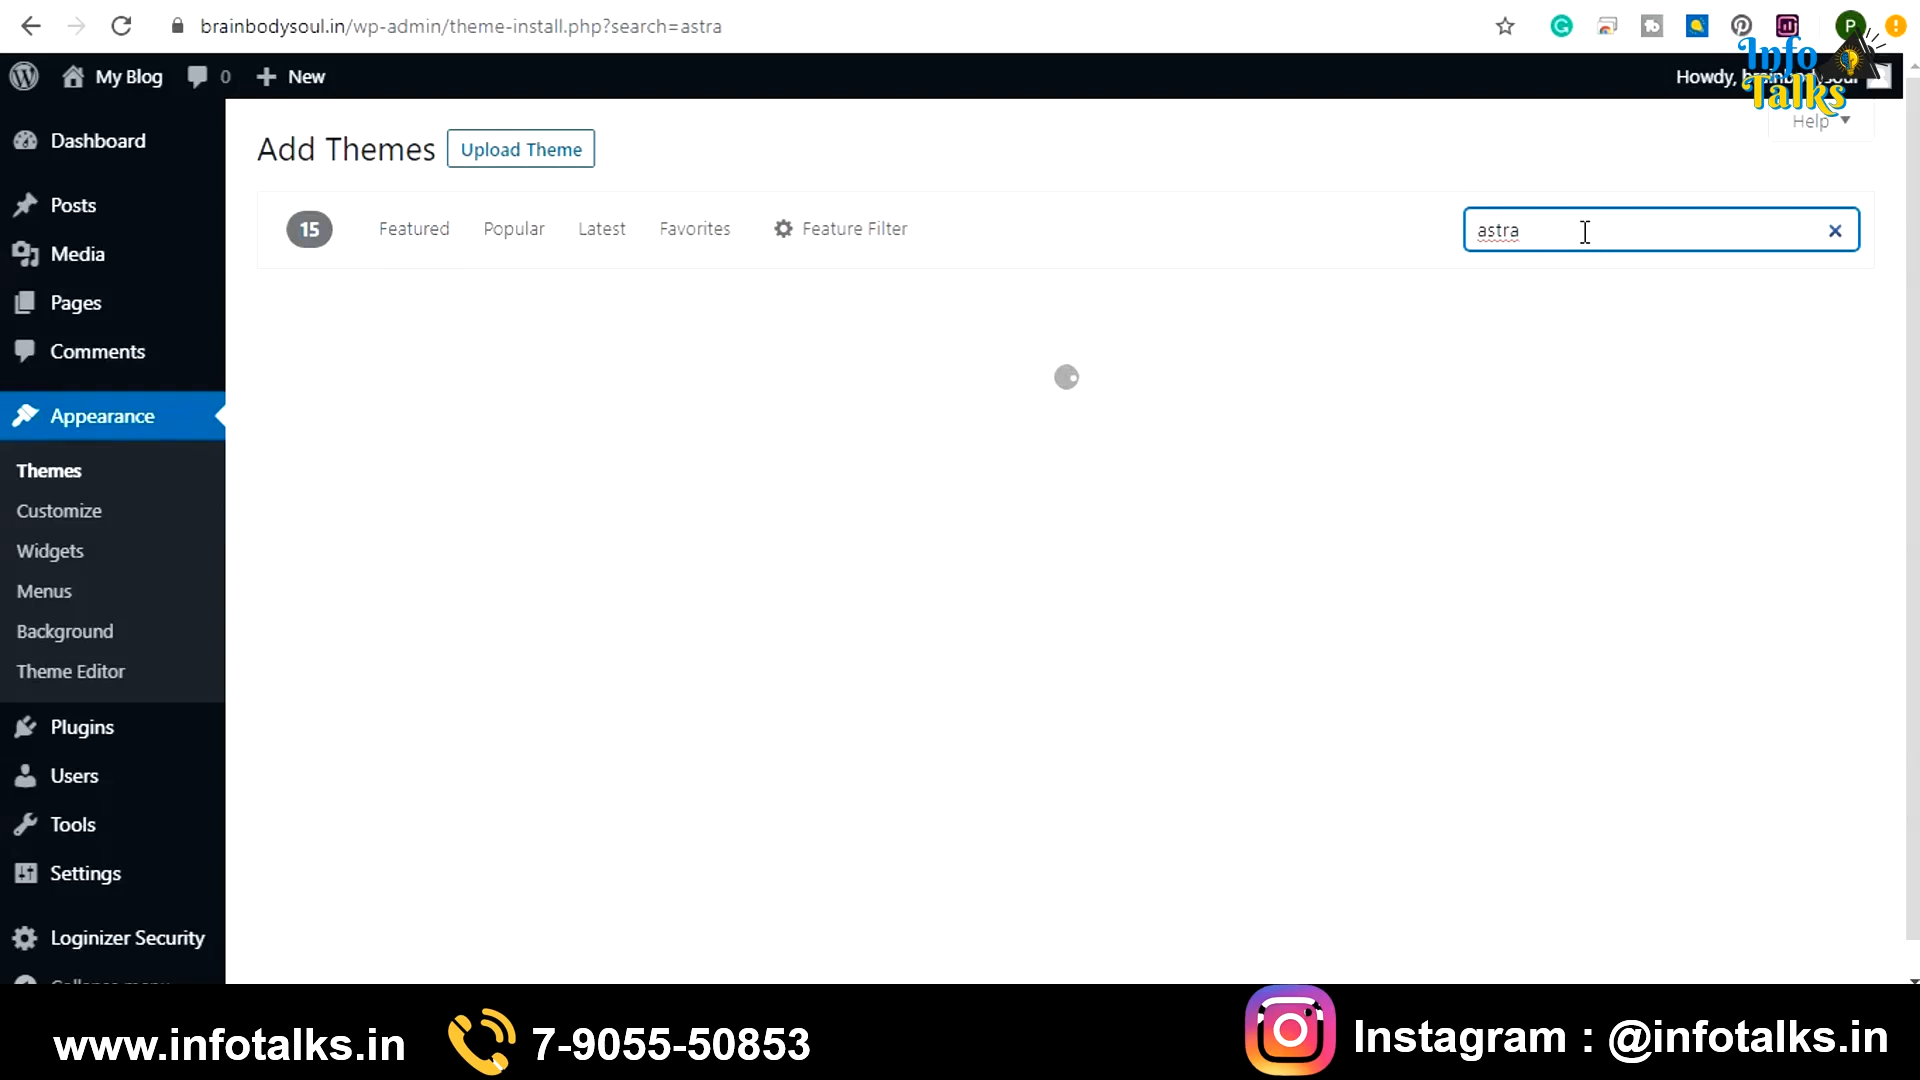 brainbodysoul.in/wp-admin/theme-install.php?search=astra
P
My Blog 0 New
Howdy,
Info Talks
Help
Dashboard
Posts
Media
Pages
Comments
Appearance
Themes
Customize
Widgets
Menus
Background
Theme Editor
Plugins
Users
Tools
Settings
Loginizer Security
Add Themes Upload Theme
15 Featured Popular Latest Favorites Feature Filter astra
www.infotalks.in 7-9055-50853 Instagram : @infotalks.in